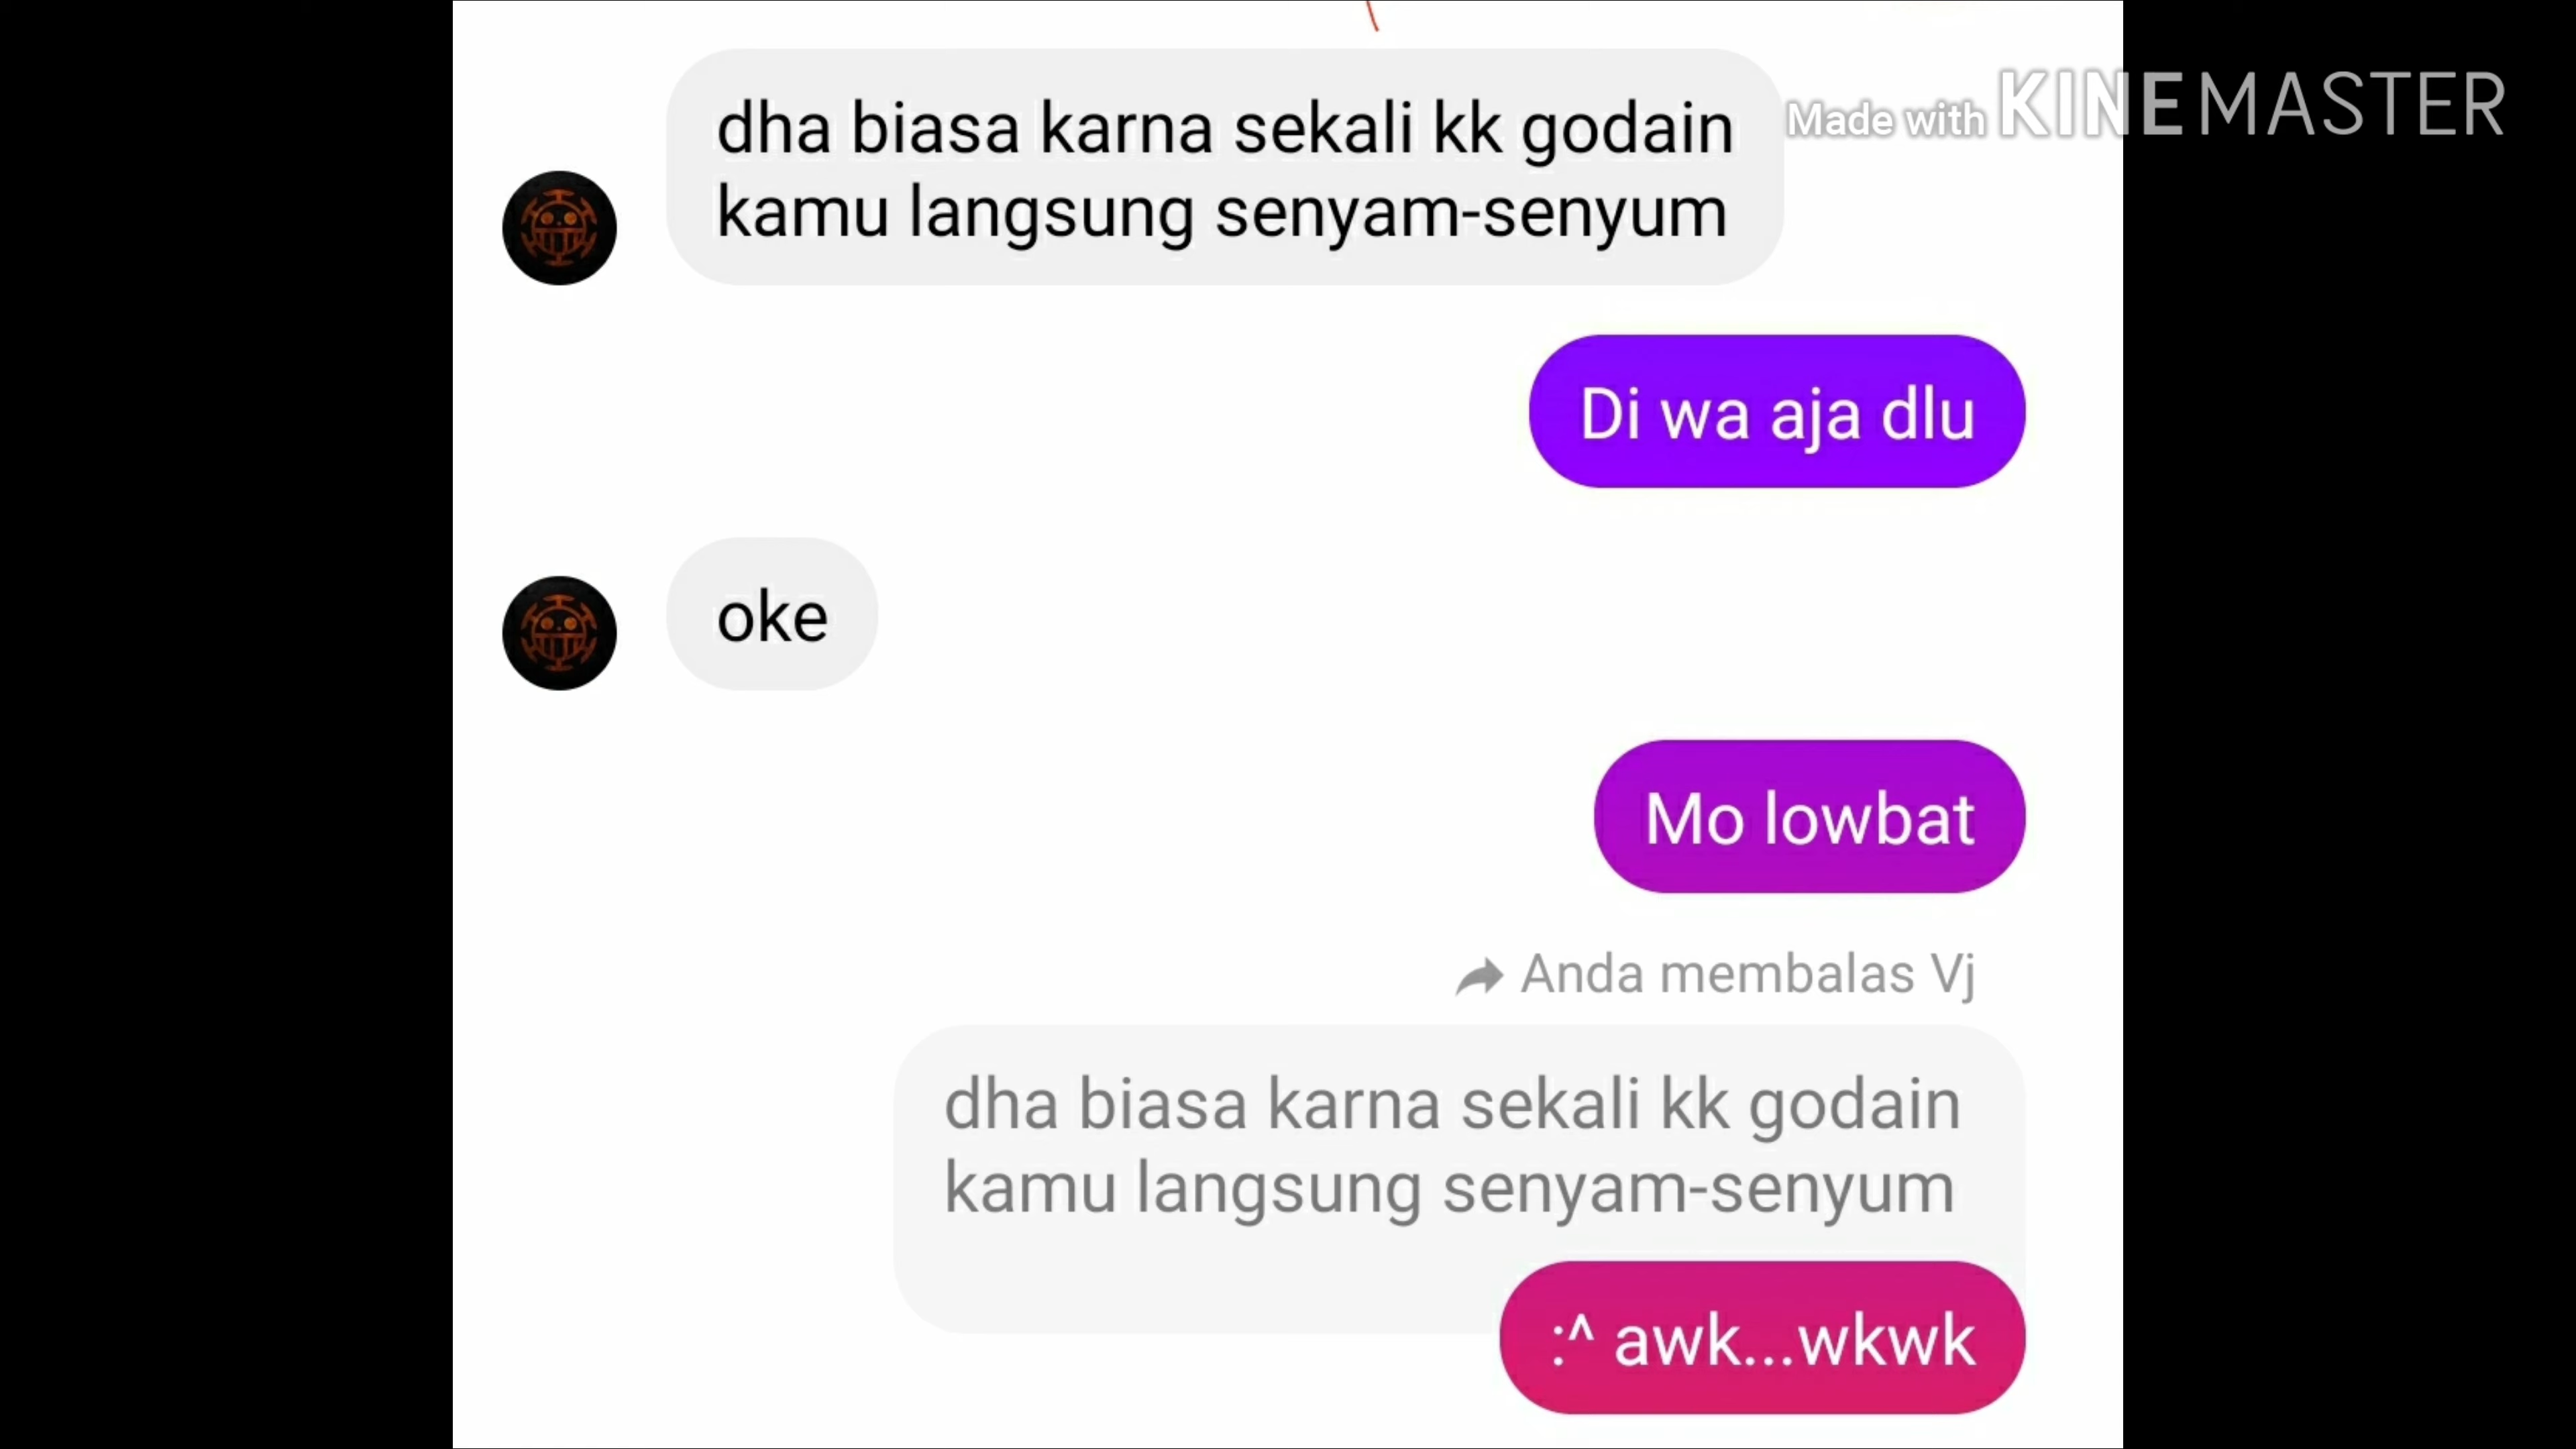 Made with KINEMASTER
dha biasa karna sekali kk godain
kamu langsung senyam-senyum
Di wa aja dlu
oke
Mo lowbat
Anda membalas Vj
dha biasa karna sekali kk godain
kamu langsung senyam-senyum
:^ awk...wkwk